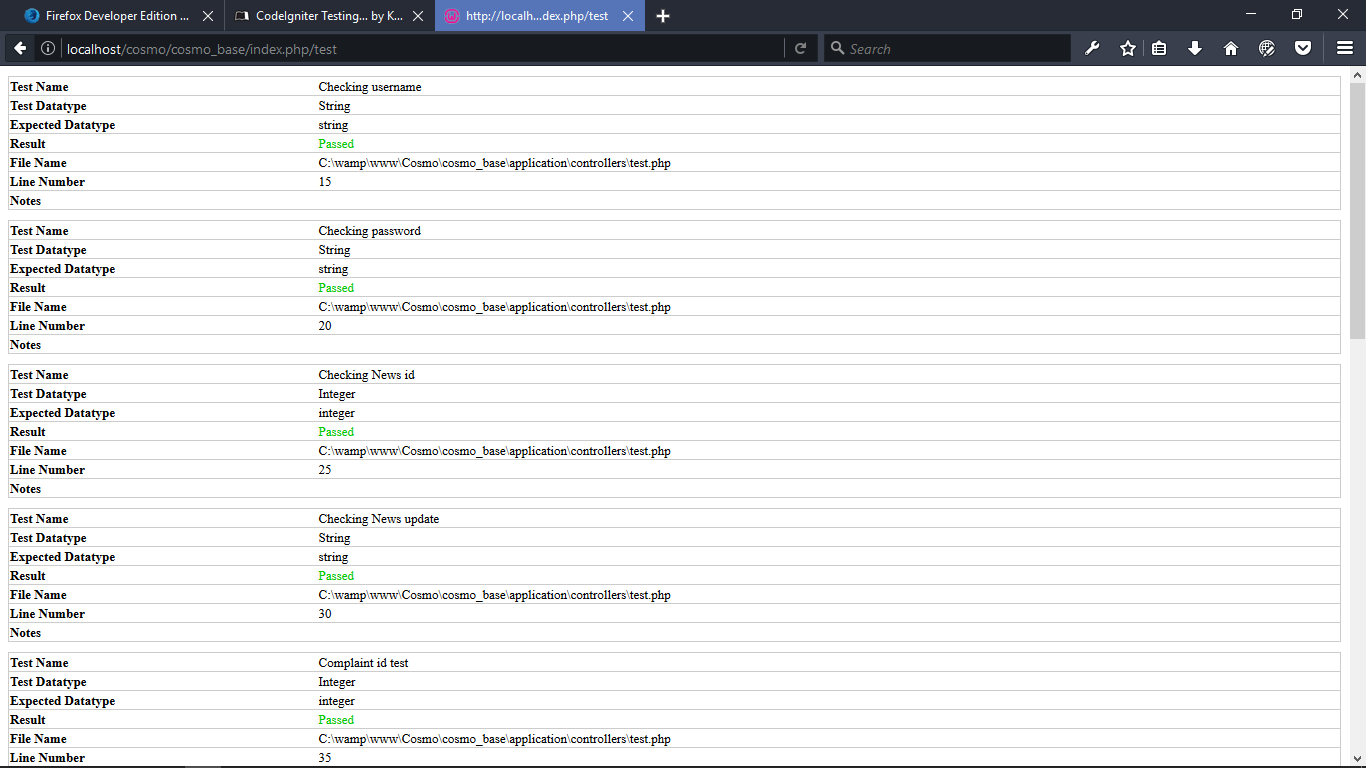 Firefox Developer Edition ...
CodeIgniter Testing... by K...
http://localh...dex.php/test
localhost/cosmo/cosmo_base/index.php/test
Search
Test Name Checking username
Test Datatype String
Expected Datatype string
Result Passed
File Name C:\wamp\www\Cosmo\cosmo_base\application\controllers\test.php
Line Number 15
Notes
Test Name Checking password
Test Datatype String
Expected Datatype string
Result Passed
File Name C:\wamp\www\Cosmo\cosmo_base\application\controllers\test.php
Line Number 20
Notes
Test Name Checking News id
Test Datatype Integer
Expected Datatype integer
Result Passed
File Name C:\wamp\www\Cosmo\cosmo_base\application\controllers\test.php
Line Number 25
Notes
Test Name Checking News update
Test Datatype String
Expected Datatype string
Result Passed
File Name C:\wamp\www\Cosmo\cosmo_base\application\controllers\test.php
Line Number 30
Notes
Test Name Complaint id test
Test Datatype Integer
Expected Datatype integer
Result Passed
File Name C:\wamp\www\Cosmo\cosmo_base\application\controllers\test.php
Line Number 35